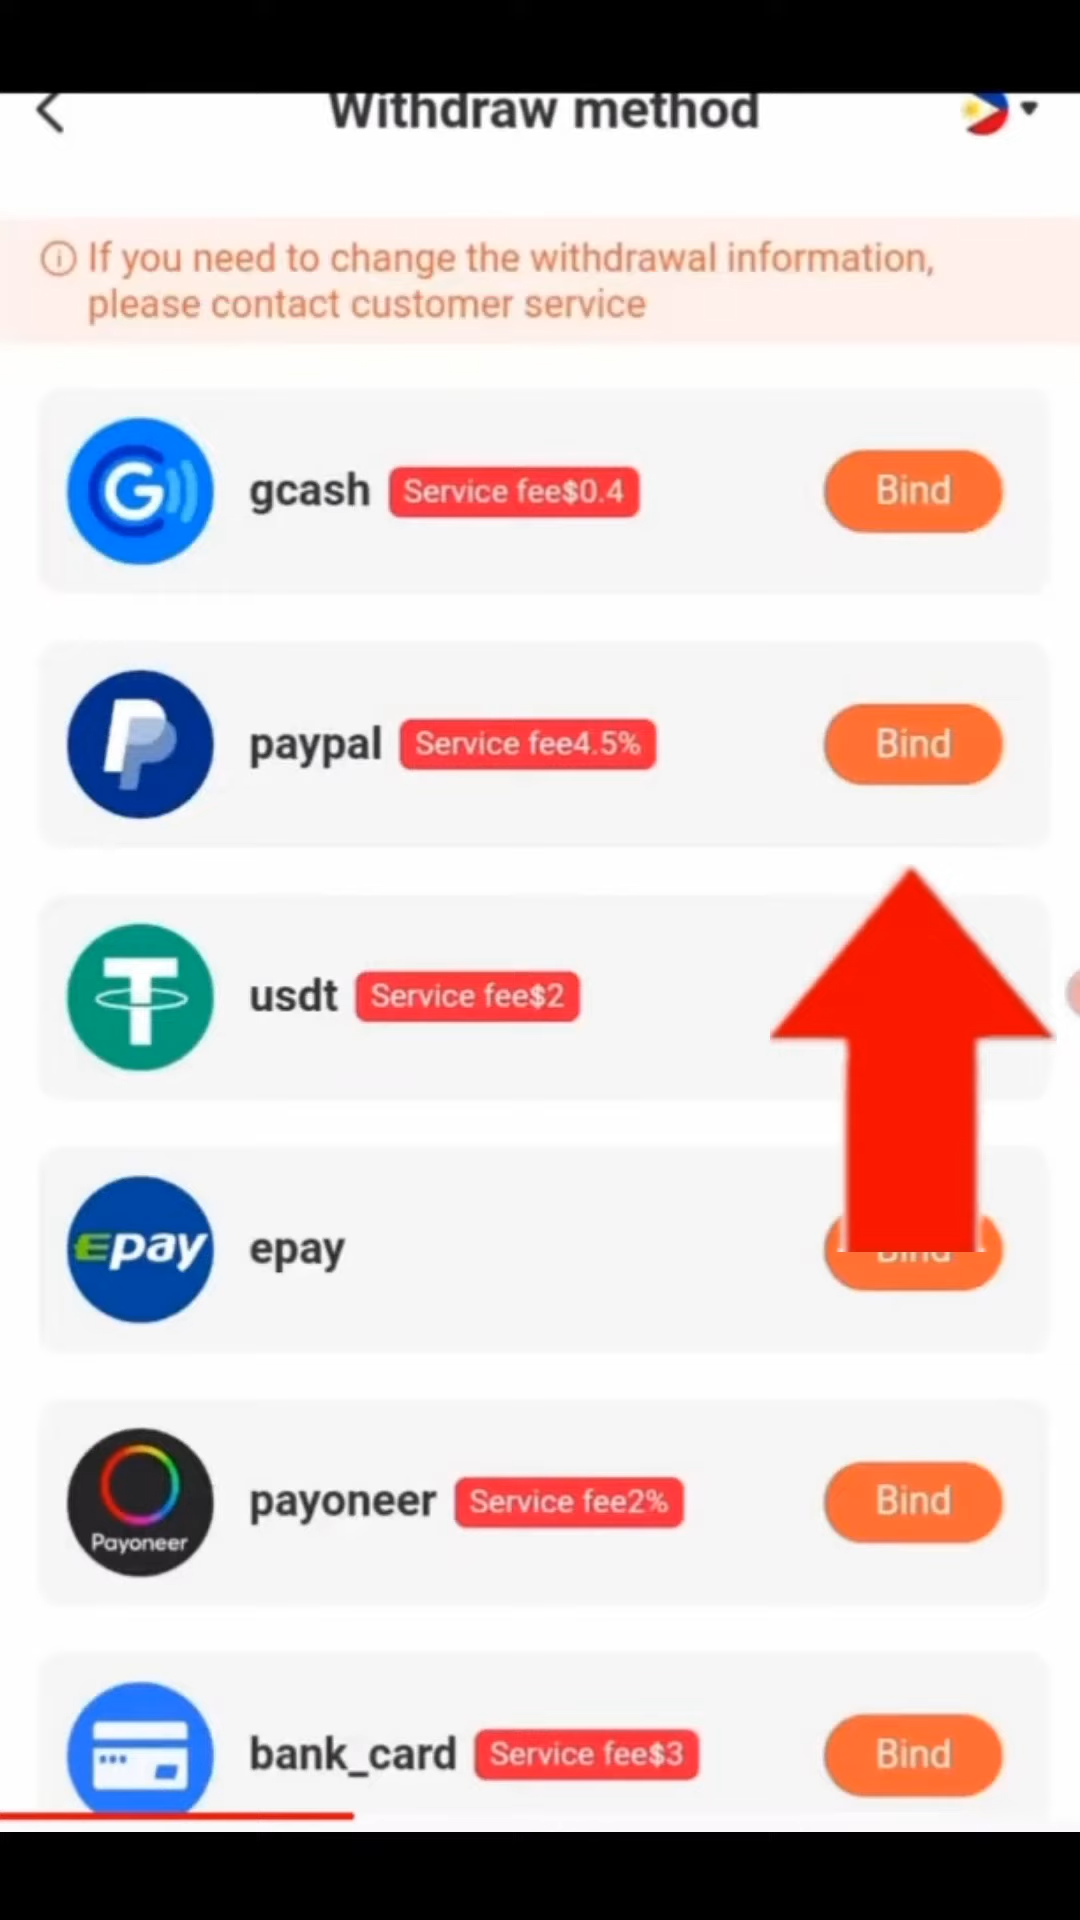 Withdraw method
If you need to change the withdrawal information,
please contact customer service
G
gcash Service fee$0.4 Bind
paypal Service fee4.5% Bind
usdt Service fee$2
Epay
epay Bind
payoneer Service fee2% Bind
Payoneer
bank_card Service fee$3 Bind